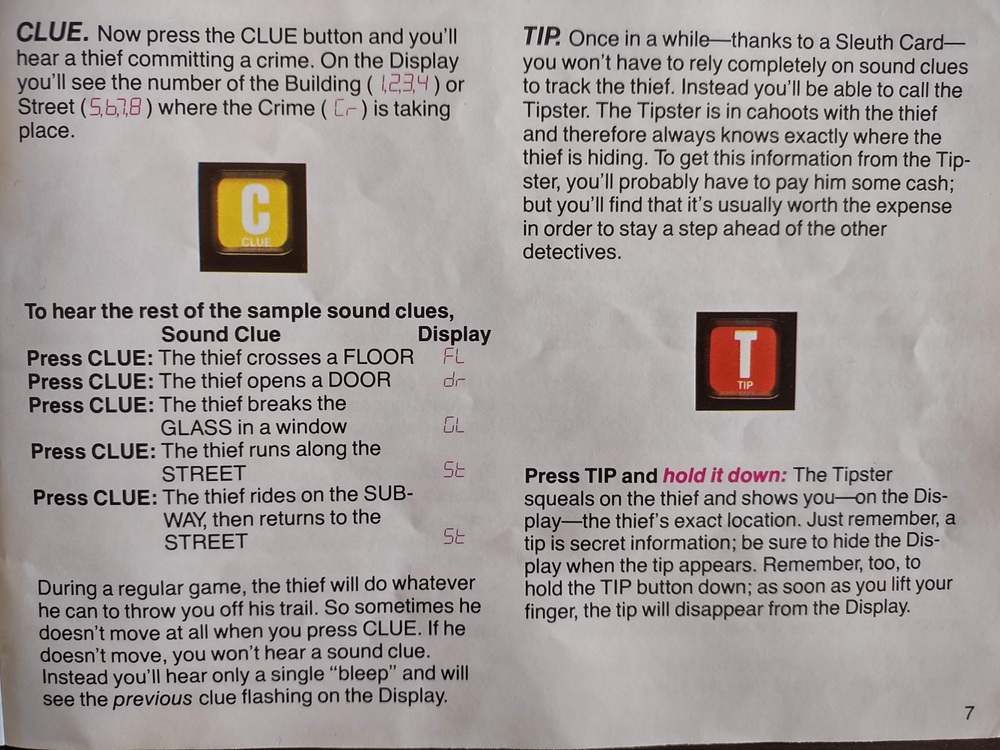 CLUE. Now press the CLUE button and you'll
hear a thief committing a crime. On the Display
you'll see the number of the Building ( 1,2,3,4 ) or
Street ( 5,6,7,8 ) where the Crime ( Cr ) is taking
place.
C
CLUE
To hear the rest of the sample sound clues,
Sound Clue Display
Press CLUE: The thief crosses a FLOOR FL
Press CLUE: The thief opens a DOOR dr
Press CLUE: The thief breaks the
GLASS in a window GL
Press CLUE: The thief runs along the
STREET St
Press CLUE: The thief rides on the SUB-
WAY, then returns to the
STREET St
During a regular game, the thief will do whatever
he can to throw you off his trail. So sometimes he
doesn't move at all when you press CLUE. If he
doesn't move, you won't hear a sound clue.
Instead you'll hear only a single "bleep" and will
see the previous clue flashing on the Display.
TIP. Once in a while—thanks to a Sleuth Card—
you won't have to rely completely on sound clues
to track the thief. Instead you'll be able to call the
Tipster. The Tipster is in cahoots with the thief
and therefore always knows exactly where the
thief is hiding. To get this information from the Tip-
ster, you'll probably have to pay him some cash;
but you'll find that it's usually worth the expense
in order to stay a step ahead of the other
detectives.
T
TIP
Press TIP and hold it down: The Tipster
squeals on the thief and shows you—on the Dis-
play—the thief's exact location. Just remember, a
tip is secret information; be sure to hide the Dis-
play when the tip appears. Remember, too, to
hold the TIP button down; as soon as you lift your
finger, the tip will disappear from the Display.
7